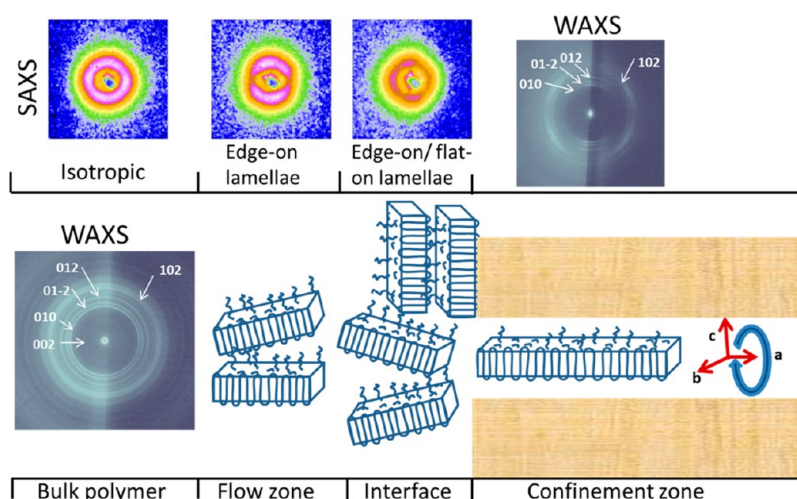 SAXS
WAXS
01-2
012
010
102
Isotropic
Edge-on
lamellae
Edge-on/ flat-
on lamellae
WAXS
012
102
01-2
010
002
c
a
b
Bulk polymer
Flow zone
Interface
Confinement zone